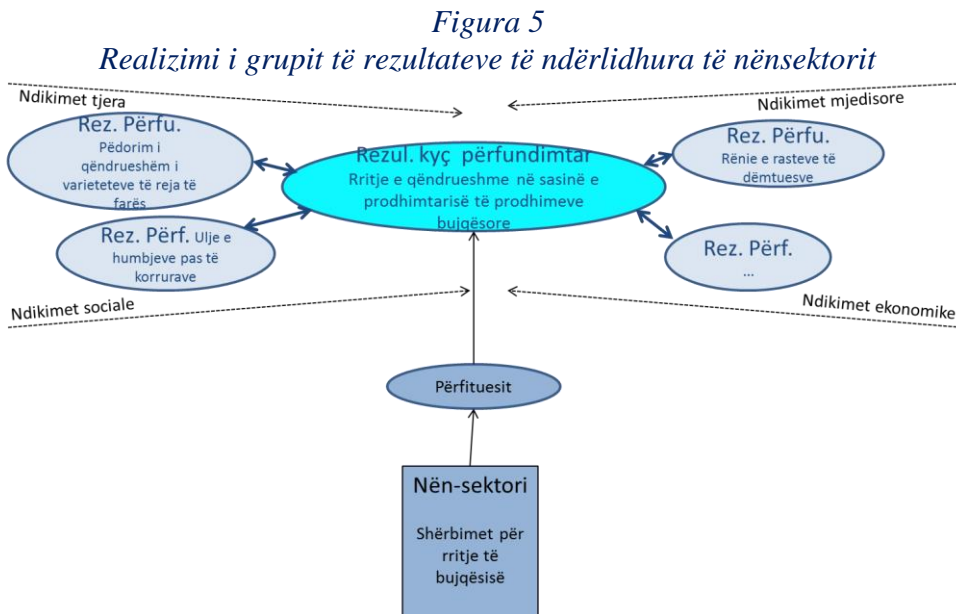 Figura 5
Realizimi i grupit të rezultateve të ndërlidhura të nënsektorit
Ndikimet tjera
Ndikimet mjedisore
Rez. Përfu.
Pëdorim i
qëndrueshëm i
varieteteve të reja të
farës
Rezul. kyç përfundimtar
Rritje e qëndrueshme në sasinë e
prodhimtarisë të prodhimeve
bujqësore
Rez. Përfu.
Rënie e rasteve të
dëmtuesve
Rez. Përf. Ulje e
humbjeve pas të
korrurave
Rez. Përf.
...
Ndikimet sociale
Ndikimet ekonomike
Përfituesit
Nën-sektori
Shërbimet për
rritje të
bujqësisë